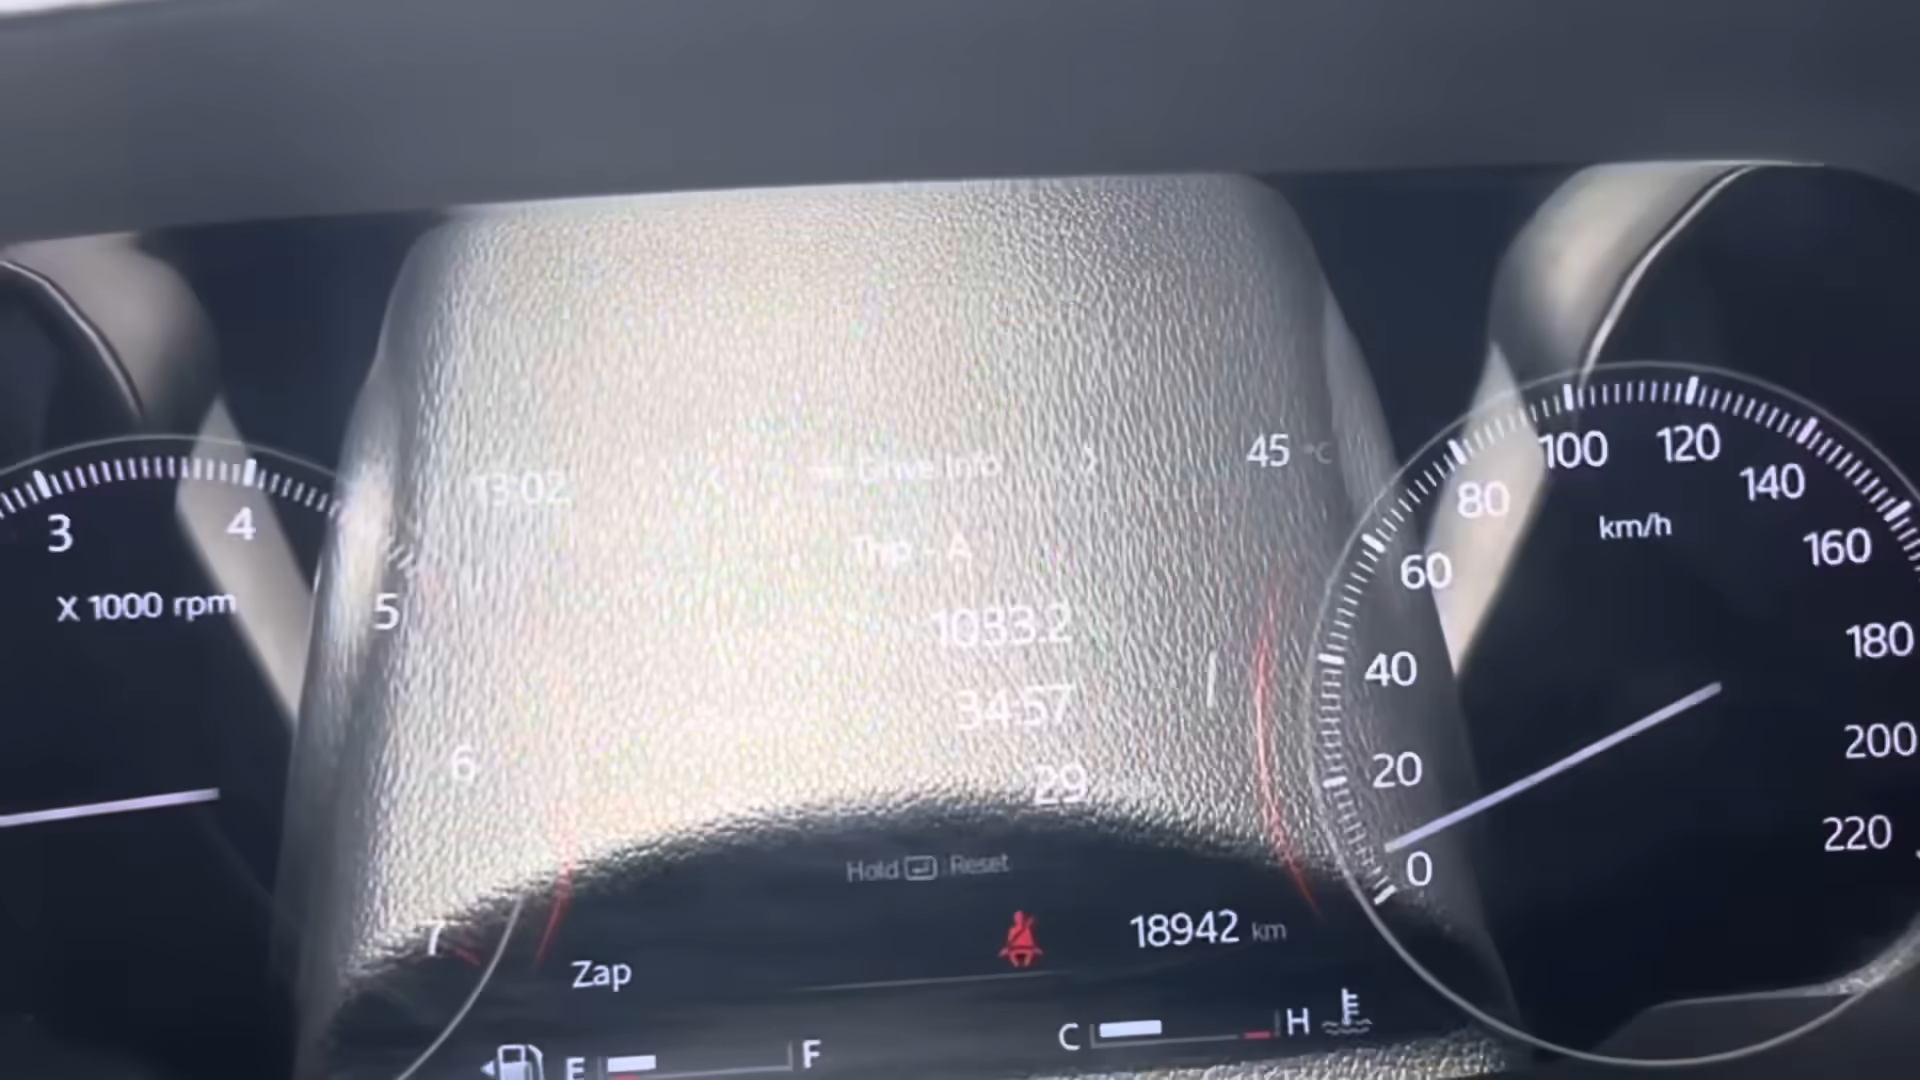 13:02
Drive Info
45 °C
Trip - A
1033.2
34:57
29
Hold Reset
18942 km
Zap
E F
C H
3 4 5 6 7
X 1000 rpm
0 20 40 60 80 100 120 140 160 180 200 220
km/h